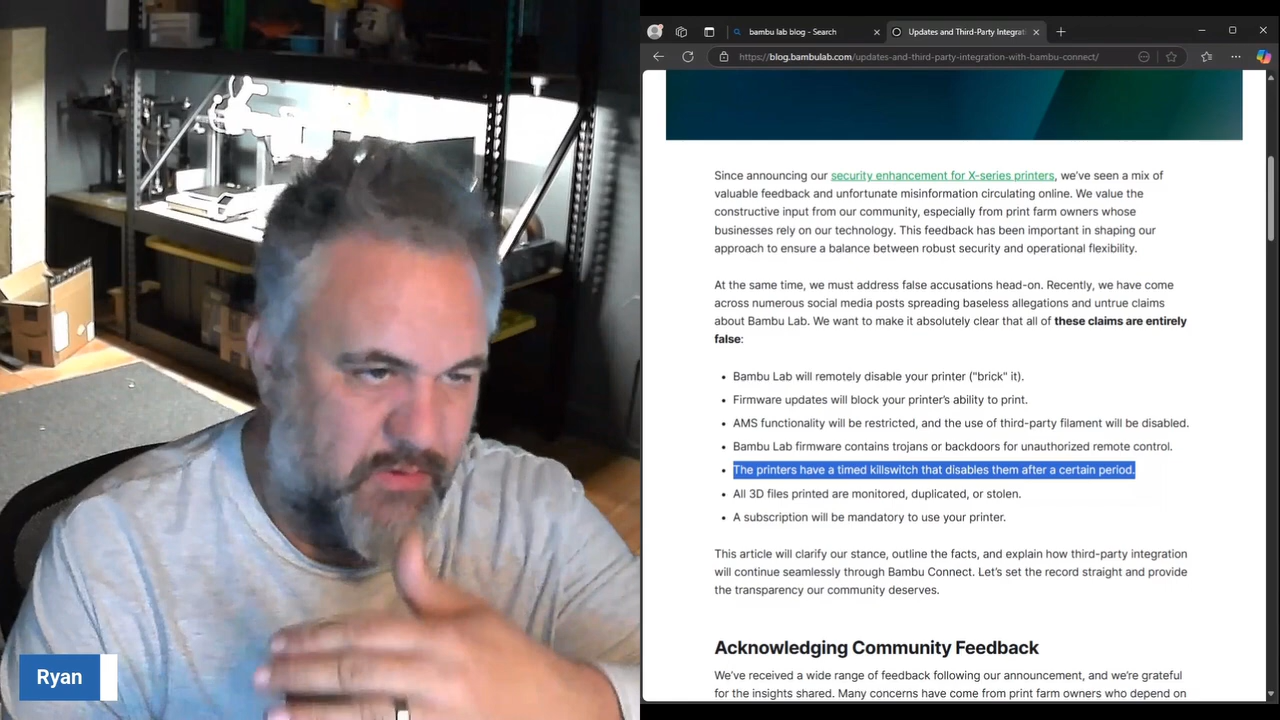 bambu lab blog - Search
Updates and Third-Party Integrat
https://blog.bambulab.com/updates-and-third-party-integration-with-bambu-connect/
Since announcing our security enhancement for X-series printers, we've seen a mix of
valuable feedback and unfortunate misinformation circulating online. We value the
constructive input from our community, especially from print farm owners whose
businesses rely on our technology. This feedback has been important in shaping our
approach to ensure a balance between robust security and operational flexibility.
At the same time, we must address false accusations head-on. Recently, we have come
across numerous social media posts spreading baseless allegations and untrue claims
about Bambu Lab. We want to make it absolutely clear that all of these claims are entirely
false:
• Bambu Lab will remotely disable your printer ("brick" it).
• Firmware updates will block your printer's ability to print.
• AMS functionality will be restricted, and the use of third-party filament will be disabled.
• Bambu Lab firmware contains trojans or backdoors for unauthorized remote control.
• The printers have a timed killswitch that disables them after a certain period.
• All 3D files printed are monitored, duplicated, or stolen.
• A subscription will be mandatory to use your printer.
This article will clarify our stance, outline the facts, and explain how third-party integration
will continue seamlessly through Bambu Connect. Let's set the record straight and provide
the transparency our community deserves.
Acknowledging Community Feedback
We've received a wide range of feedback following our announcement, and we're grateful
for the insights shared. Many concerns have come from print farm owners who depend on
Ryan